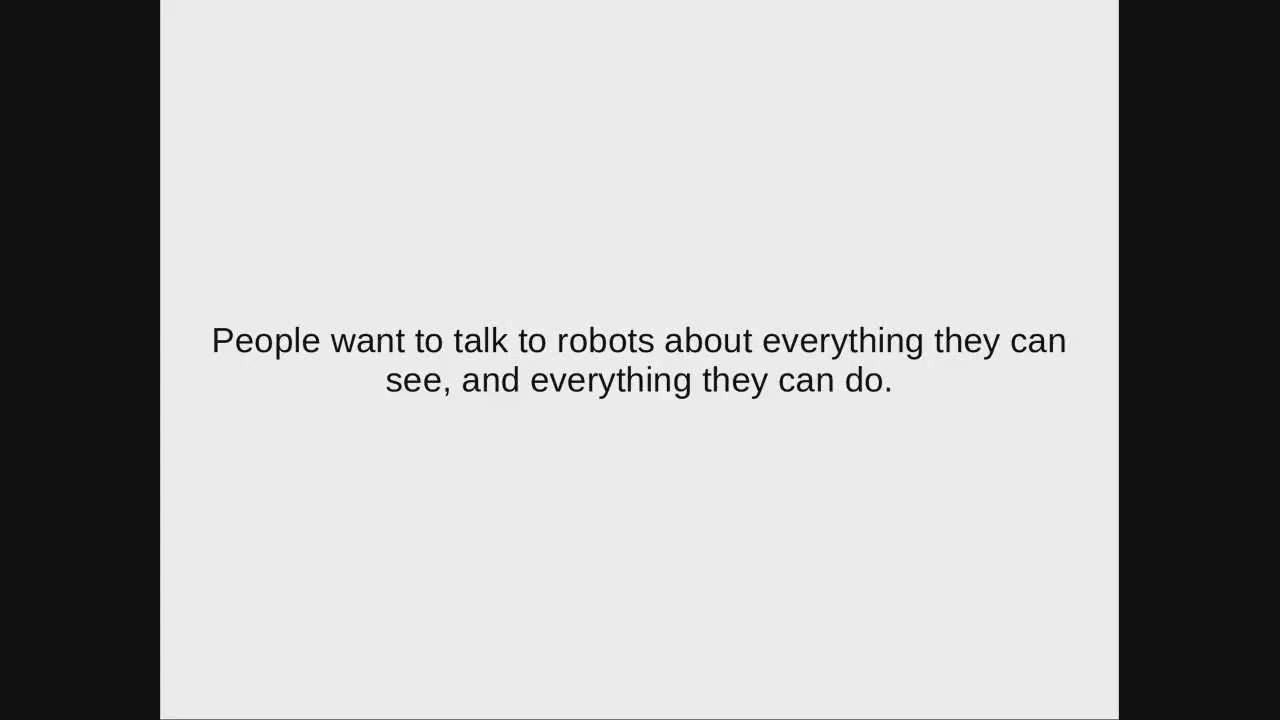 People want to talk to robots about everything they can
see, and everything they can do.